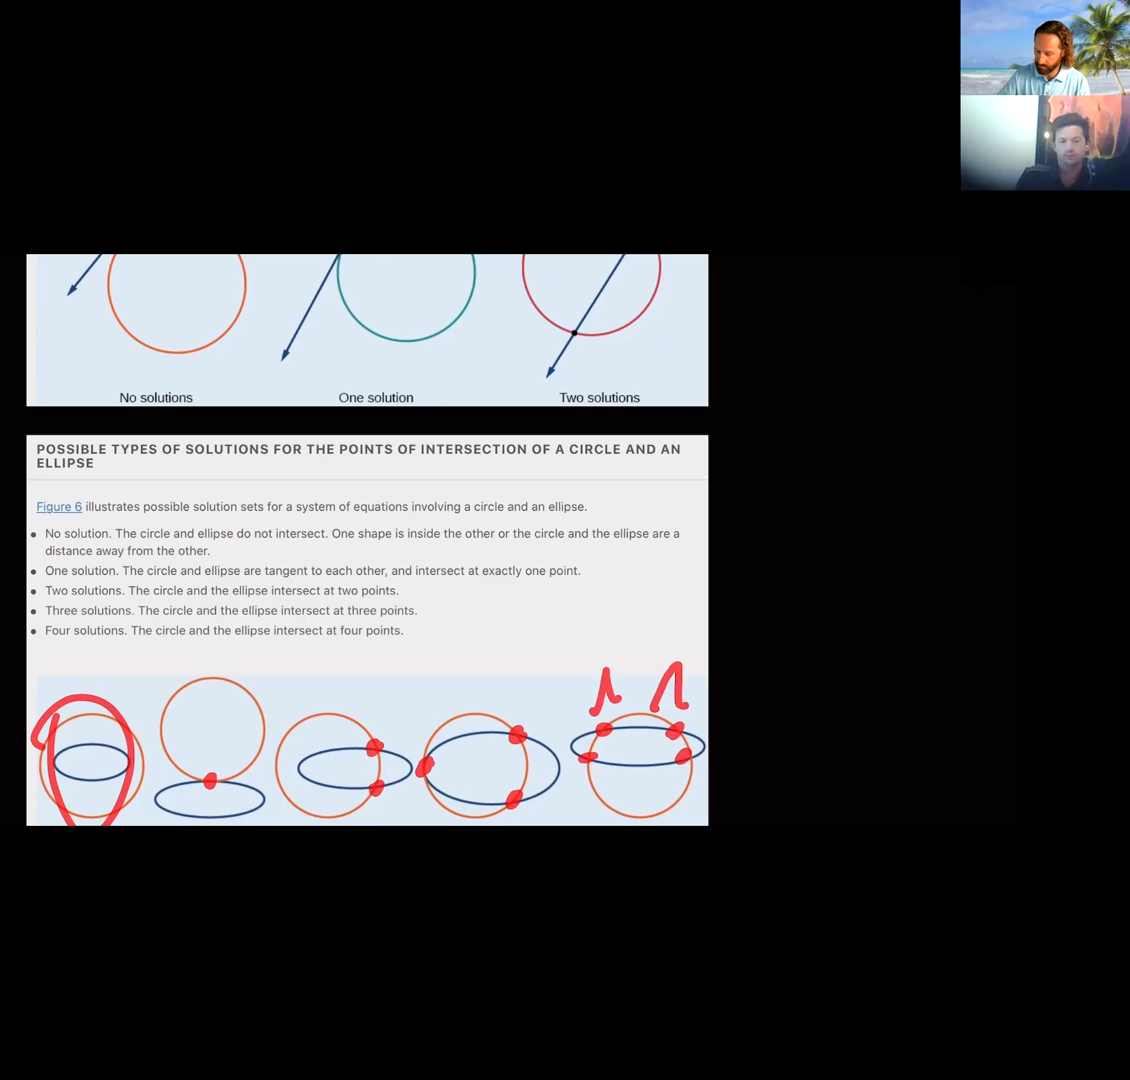 No solutions One solution Two solutions
POSSIBLE TYPES OF SOLUTIONS FOR THE POINTS OF INTERSECTION OF A CIRCLE AND AN
ELLIPSE
Figure 6 illustrates possible solution sets for a system of equations involving a circle and an ellipse.
• No solution. The circle and ellipse do not intersect. One shape is inside the other or the circle and the ellipse are a
distance away from the other.
• One solution. The circle and ellipse are tangent to each other, and intersect at exactly one point.
• Two solutions. The circle and the ellipse intersect at two points.
• Three solutions. The circle and the ellipse intersect at three points.
• Four solutions. The circle and the ellipse intersect at four points.